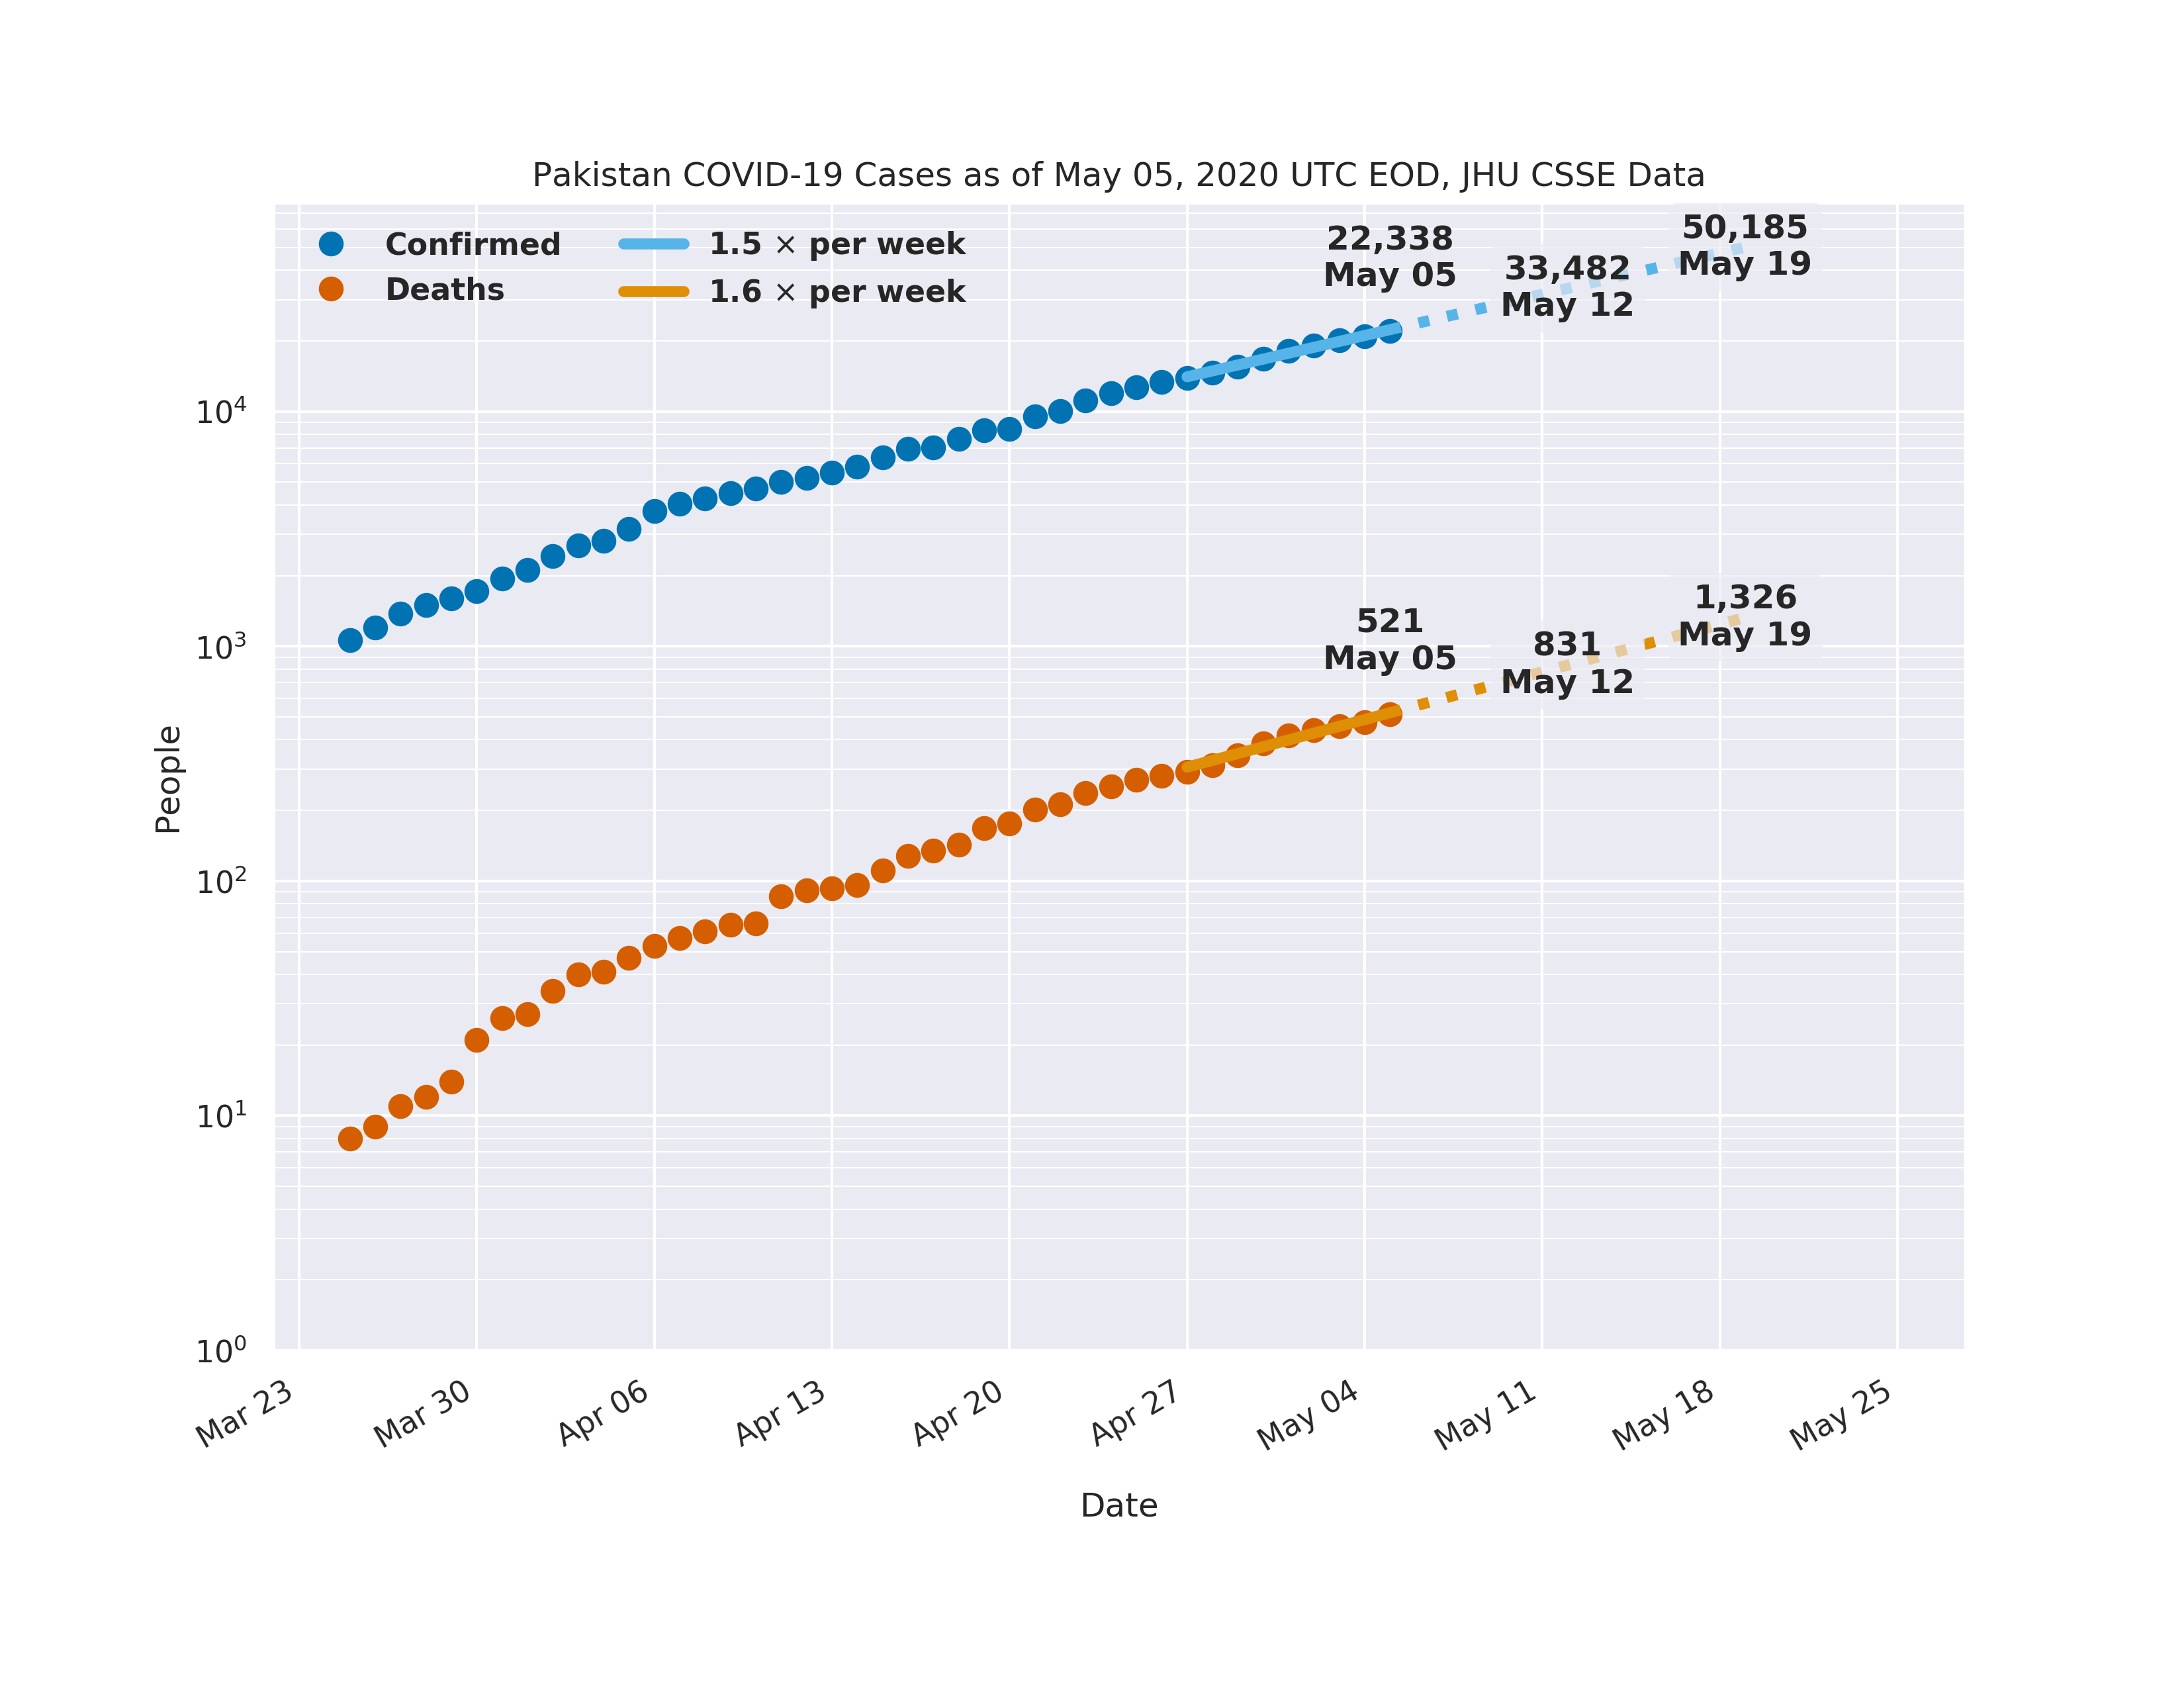 Pakistan COVID-19 Cases as of May 05, 2020 UTC EOD, JHU CSSE Data
Confirmed
Deaths
1.5 × per week
1.6 × per week
22,338
May 05
33,482
May 12
50,185
May 19
521
May 05
831
May 12
1,326
May 19
People
10⁴
10³
10²
10¹
10⁰
Mar 23
Mar 30
Apr 06
Apr 13
Apr 20
Apr 27
May 04
May 11
May 18
May 25
Date